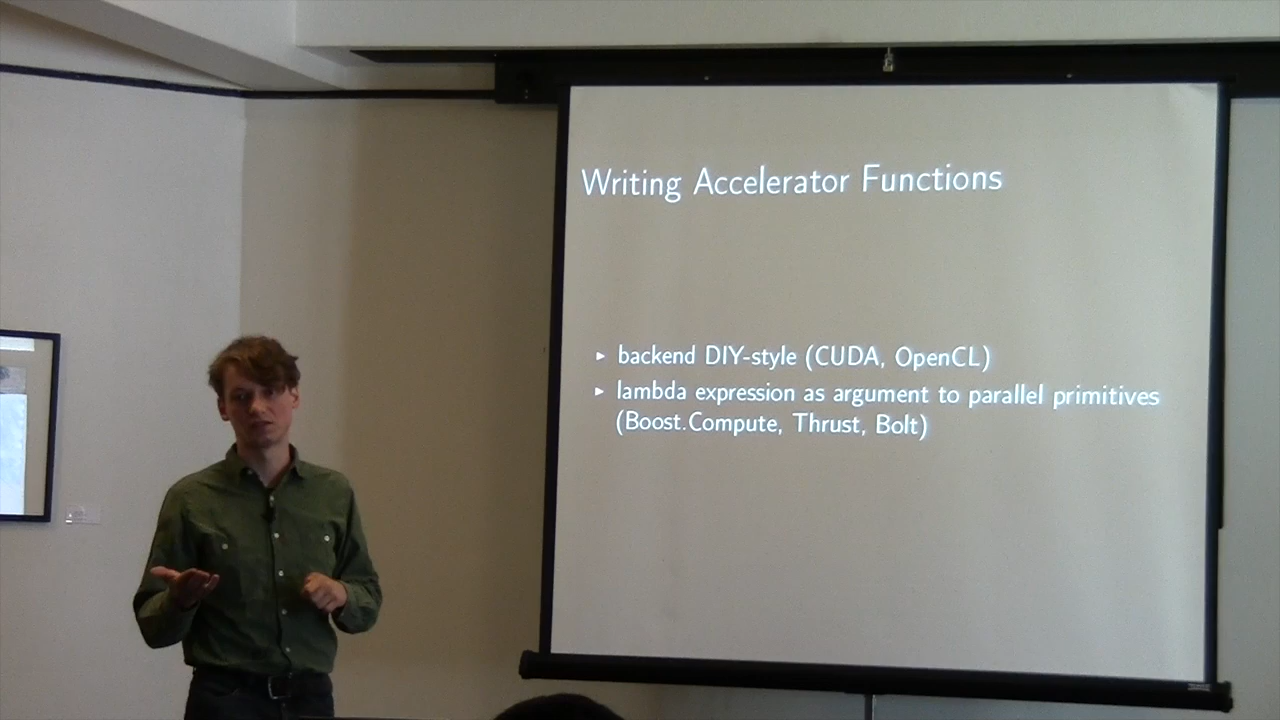 Writing Accelerator Functions
▸ backend DIY-style (CUDA, OpenCL)
▸ lambda expression as argument to parallel primitives
(Boost.Compute, Thrust, Bolt)